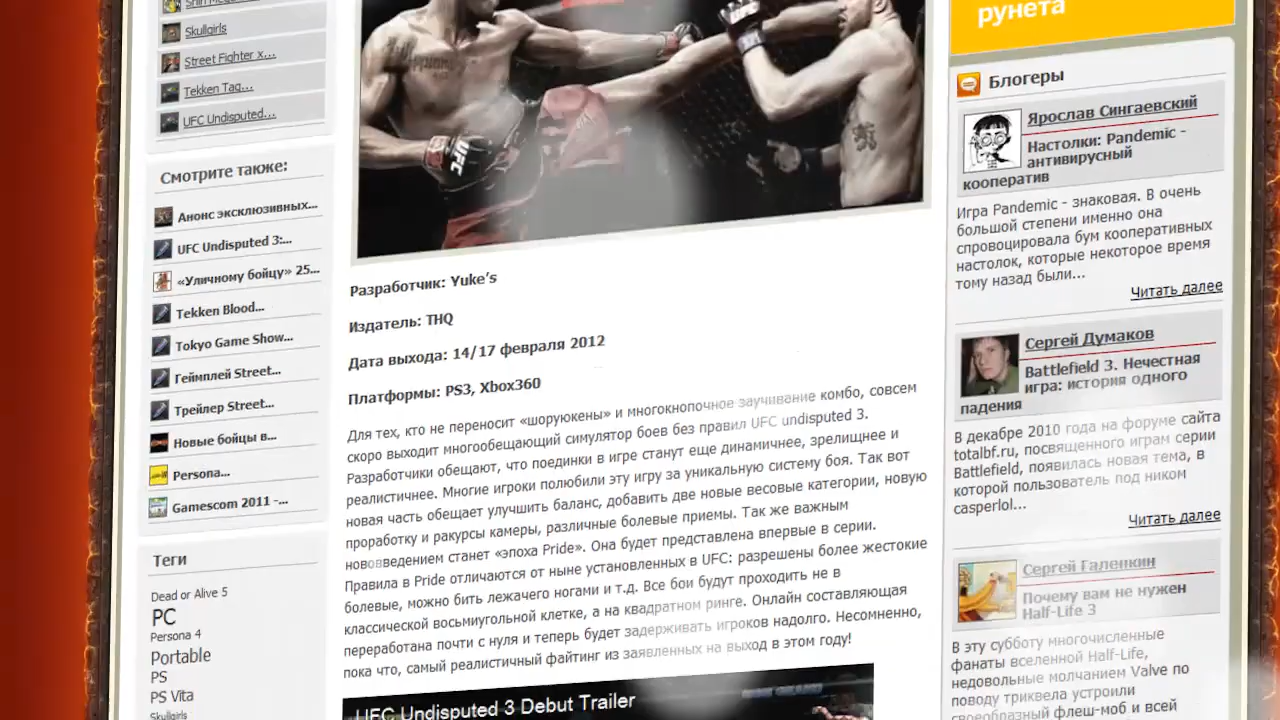 Skullgirls
Street Fighter x...
Tekken Tag...
UFC Undisputed...
Смотрите также:
Анонс эксклюзивных...
UFC Undisputed 3:...
«Уличному бойцу» 25...
Tekken Blood...
Tokyo Game Show...
Геймплей Street...
Трейлер Street...
Новые бойцы в...
Persona...
Gamescom 2011 -...
Теги
Dead or Alive 5
PC
Persona 4
Portable
PS
PS Vita
Skullgirls
UFC
UFC
Разработчик: Yuke’s
Издатель: THQ
Дата выхода: 14/17 февраля 2012
Платформы: PS3, Xbox360
Для тех, кто не переносит «шорукены» и многокнопочное заучивание комбо, совсем
скоро выходит многообещающий симулятор боев без правил UFC undisputed 3.
Разработчики обещают, что поединки в игре станут еще динамичнее, зрелищнее и
реалистичнее. Многие игроки полюбили эту игру за уникальную систему боя. Так вот
новая часть обещает улучшить баланс, добавить две новые весовые категории, новую
проработку и ракурсы камеры, различные болевые приемы. Так же важным
нововведением станет «эпоха Pride». Она будет представлена впервые в серии.
Правила в Pride отличаются от ныне установленных в UFC: разрешены более жестокие
болевые, можно бить лежачего ногами и т.д. Все бои будут проходить не в
классической восьмиугольной клетке, а на квадратном ринге. Онлайн составляющая
переработана почти с нуля и теперь будет задерживать игроков надолго. Несомненно,
пока что, самый реалистичный файтинг из заявленных на выход в этом году!
UFC Undisputed 3 Debut Trailer
рунета
Блогеры
Ярослав Сингаевский
Настолки: Pandemic -
антивирусный
кооператив
Игра Pandemic - знаковая. В очень
большой степени именно она
спровоцировала бум кооперативных
настолок, которые некоторое время
тому назад были...
Читать далее
Сергей Думаков
Battlefield 3. Нечестная
игра: история одного
падения
В декабре 2010 года на форуме сайта
totalbf.ru, посвященного играм серии
Battlefield, появилась новая тема, в
которой пользователь под ником
casperlol...
Читать далее
Сергей Галенкин
Почему вам не нужен
Half-Life 3
В эту субботу многочисленные
фанаты вселенной Half-Life,
недовольные молчанием Valve по
поводу триквела устроили
своеобразный флеш-моб и всей